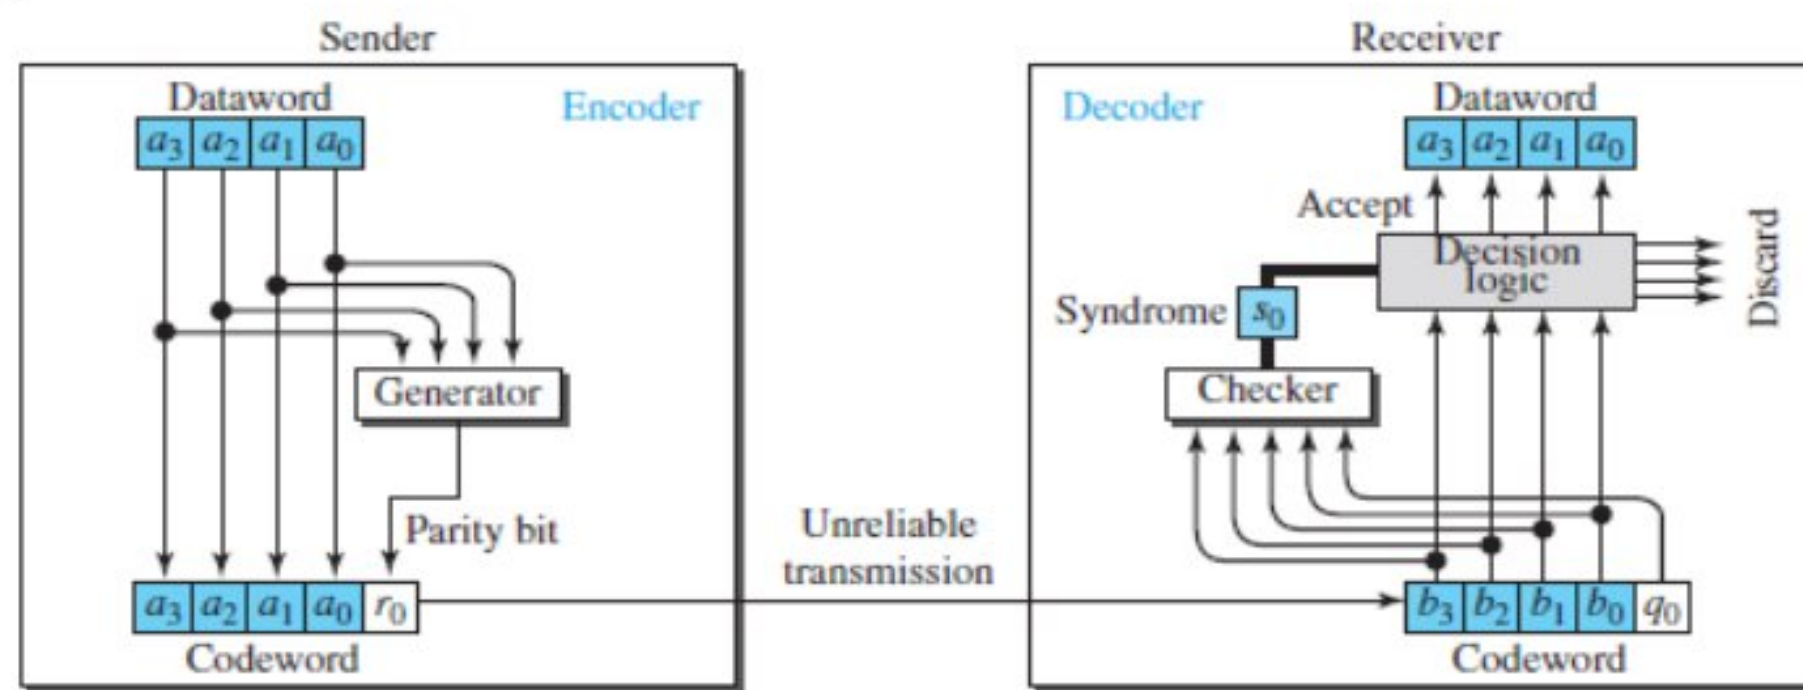 Sender
Dataword
Encoder
a3 a2 a1 a0
Generator
Parity bit
a3 a2 a1 a0 r0
Codeword
Unreliable
transmission
Receiver
Decoder
Dataword
a3 a2 a1 a0
Accept
Decision
logic
Discard
Syndrome
s0
Checker
b3 b2 b1 b0 q0
Codeword